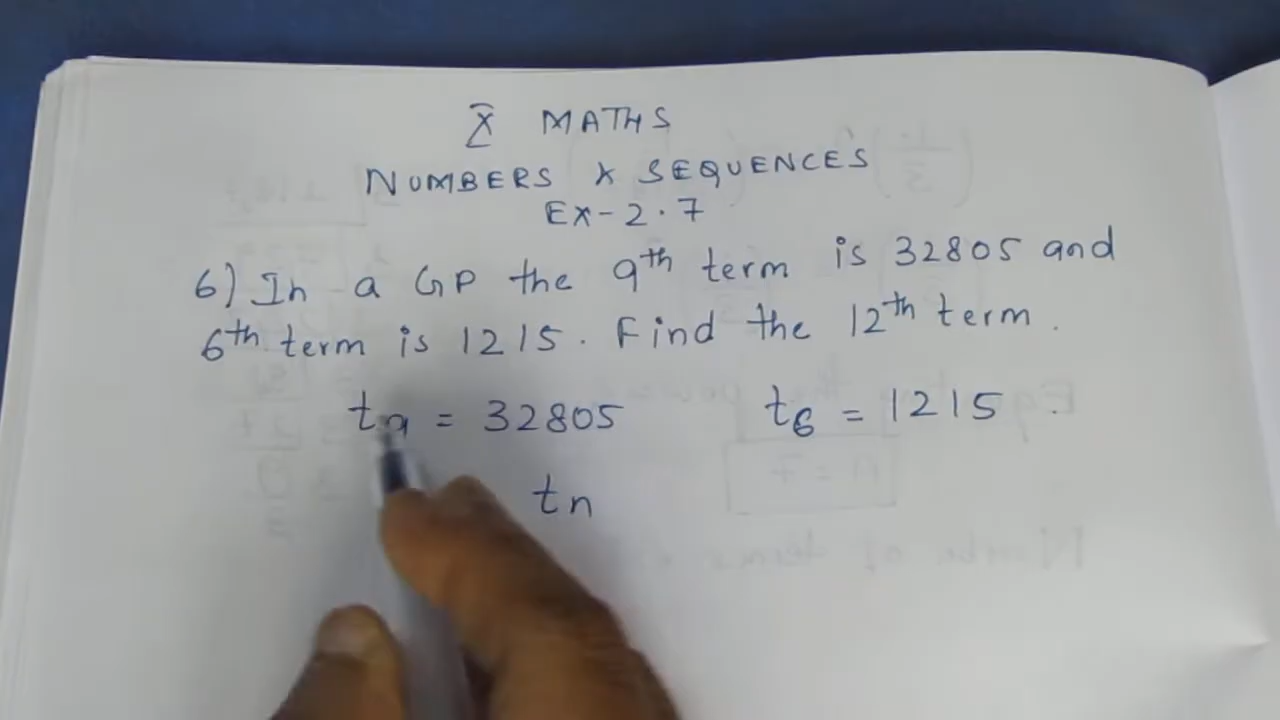 X MATHS
NUMBERS & SEQUENCES
Ex-2.7
6) In a GP the 9th term is 32805 and
6th term is 1215. Find the 12th term.
t9 = 32805 t6 = 1215.
tn